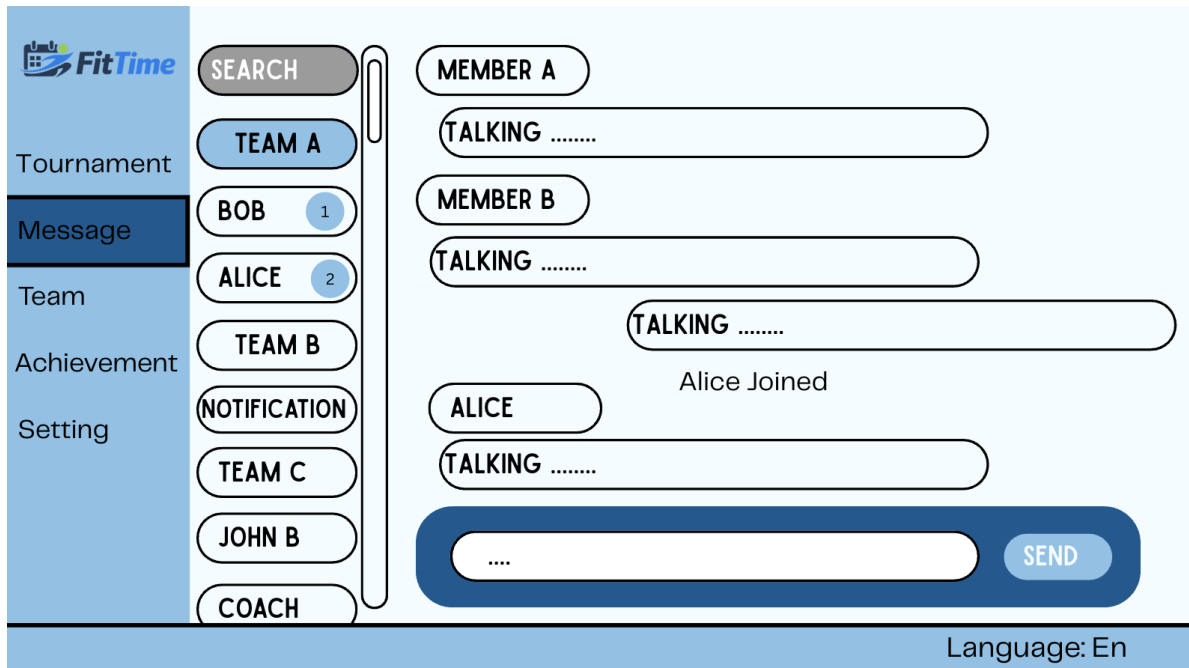 FitTime
Tournament
Message
Team
Achievement
Setting
SEARCH
TEAM A
BOB 1
ALICE 2
TEAM B
NOTIFICATION
TEAM C
JOHN B
COACH
MEMBER A
TALKING ........
MEMBER B
TALKING ........
TALKING ........
Alice Joined
ALICE
TALKING ........
....
SEND
Language: En